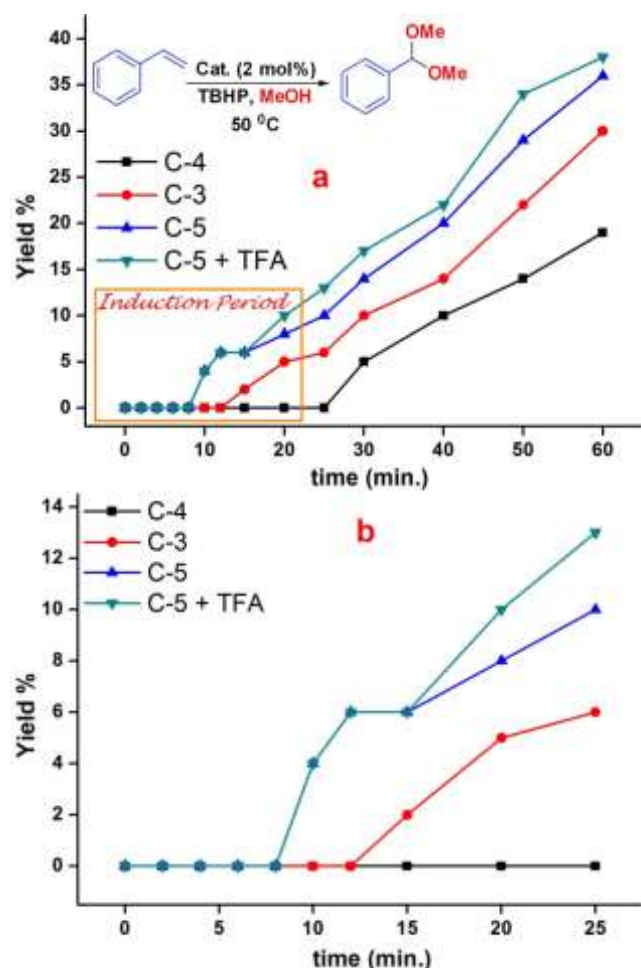 40
35
30
25
20
15
10
5
0
Yield %
Cat. (2 mol%)
TBHP, MeOH
50 ⁰C
OMe
OMe
C-4
C-3
C-5
C-5 + TFA
a
Induction Period
0 10 20 30 40 50 60
time (min.)
14
12
10
8
6
4
2
0
Yield %
C-4
C-3
C-5
C-5 + TFA
b
0 5 10 15 20 25
time (min.)